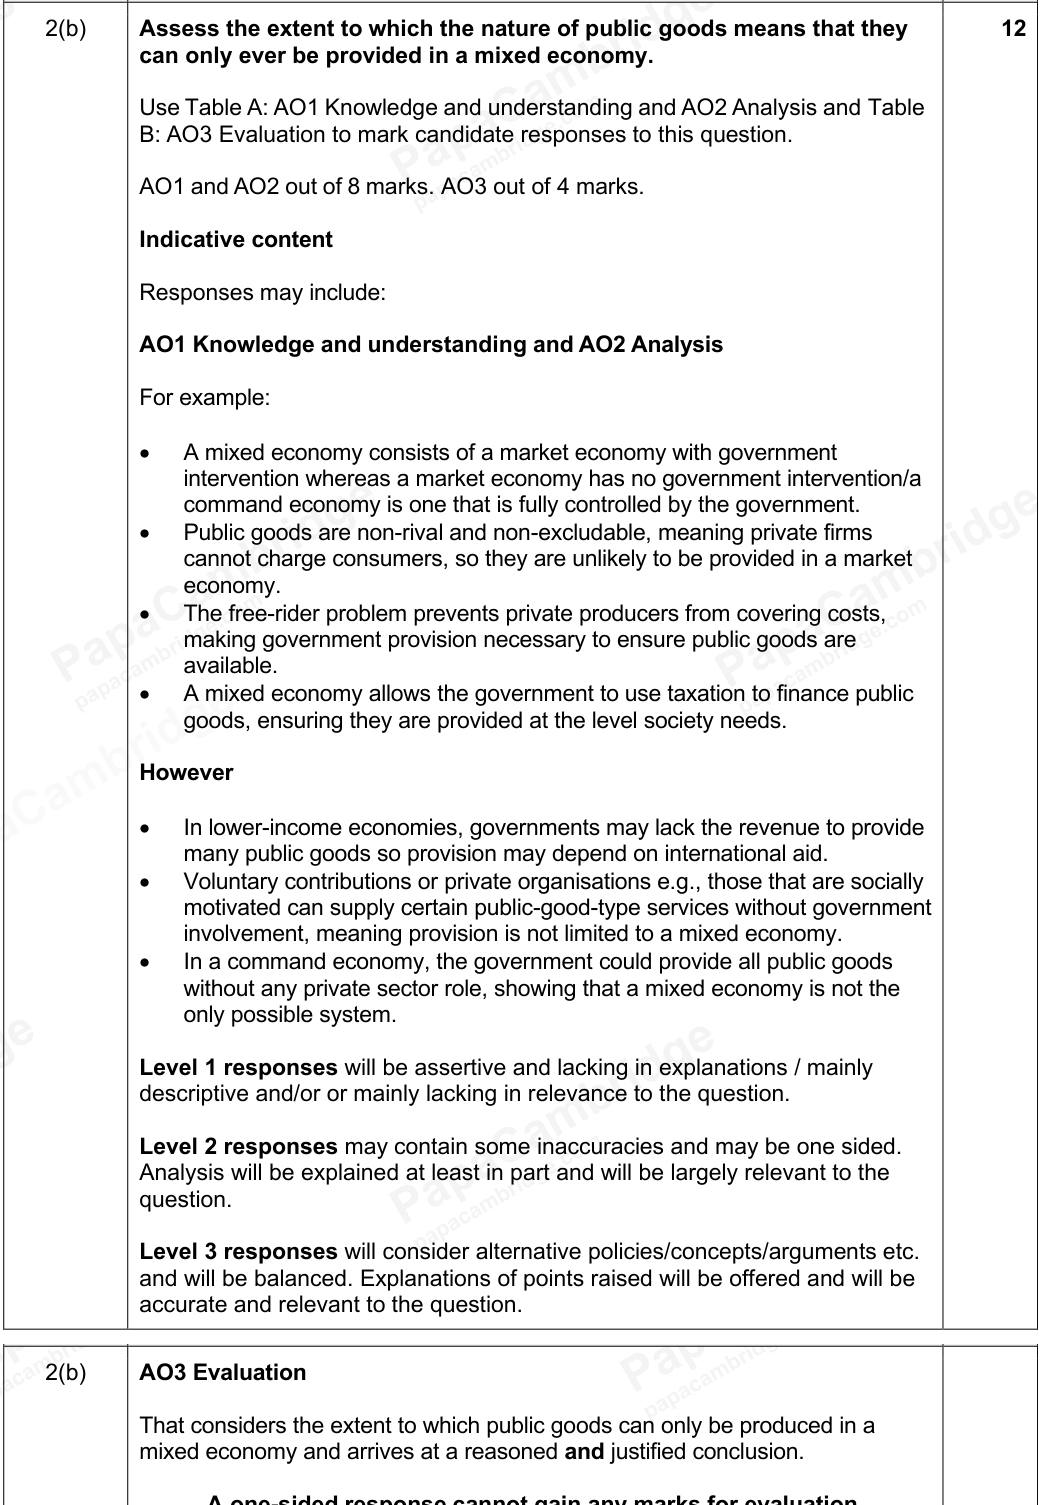 2(b) Assess the extent to which the nature of public goods means that they 12
can only ever be provided in a mixed economy.
Use Table A: AO1 Knowledge and understanding and AO2 Analysis and Table
B: AO3 Evaluation to mark candidate responses to this question.
AO1 and AO2 out of 8 marks. AO3 out of 4 marks.
Indicative content
Responses may include:
AO1 Knowledge and understanding and AO2 Analysis
For example:
• A mixed economy consists of a market economy with government
intervention whereas a market economy has no government intervention/a
command economy is one that is fully controlled by the government.
• Public goods are non-rival and non-excludable, meaning private firms
cannot charge consumers, so they are unlikely to be provided in a market
economy.
• The free-rider problem prevents private producers from covering costs,
making government provision necessary to ensure public goods are
available.
• A mixed economy allows the government to use taxation to finance public
goods, ensuring they are provided at the level society needs.
However
• In lower-income economies, governments may lack the revenue to provide
many public goods so provision may depend on international aid.
• Voluntary contributions or private organisations e.g., those that are socially
motivated can supply certain public-good-type services without government
involvement, meaning provision is not limited to a mixed economy.
• In a command economy, the government could provide all public goods
without any private sector role, showing that a mixed economy is not the
only possible system.
Level 1 responses will be assertive and lacking in explanations / mainly
descriptive and/or or mainly lacking in relevance to the question.
Level 2 responses may contain some inaccuracies and may be one sided.
Analysis will be explained at least in part and will be largely relevant to the
question.
Level 3 responses will consider alternative policies/concepts/arguments etc.
and will be balanced. Explanations of points raised will be offered and will be
accurate and relevant to the question.
2(b) AO3 Evaluation
That considers the extent to which public goods can only be produced in a
mixed economy and arrives at a reasoned and justified conclusion.
A one-sided response cannot gain any marks for evaluation
PapaCambridge
papacambridge.com